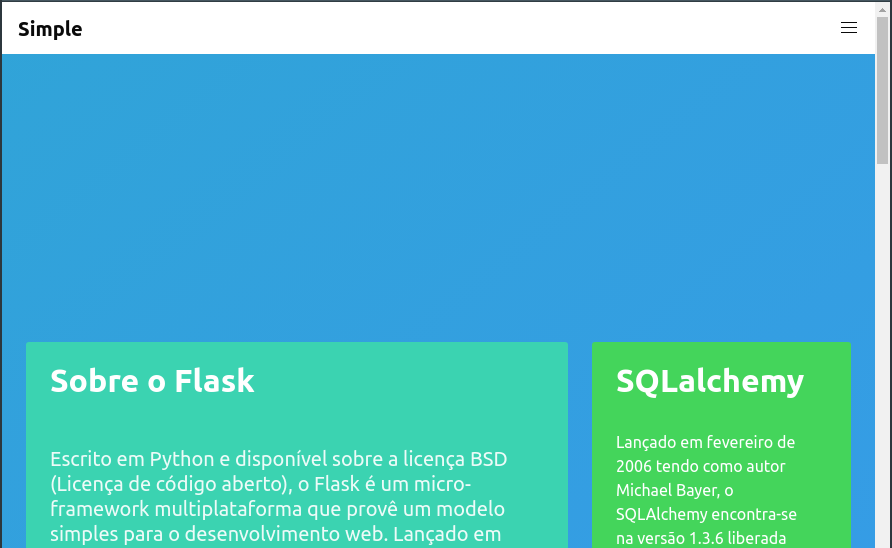 Simple
Sobre o Flask
Escrito em Python e disponível sobre a licença BSD
(Licença de código aberto), o Flask é um micro-
framework multiplataforma que provê um modelo
simples para o desenvolvimento web. Lançado em
SQLalchemy
Lançado em fevereiro de
2006 tendo como autor
Michael Bayer, o
SQLAlchemy encontra-se
na versão 1.3.6 liberada